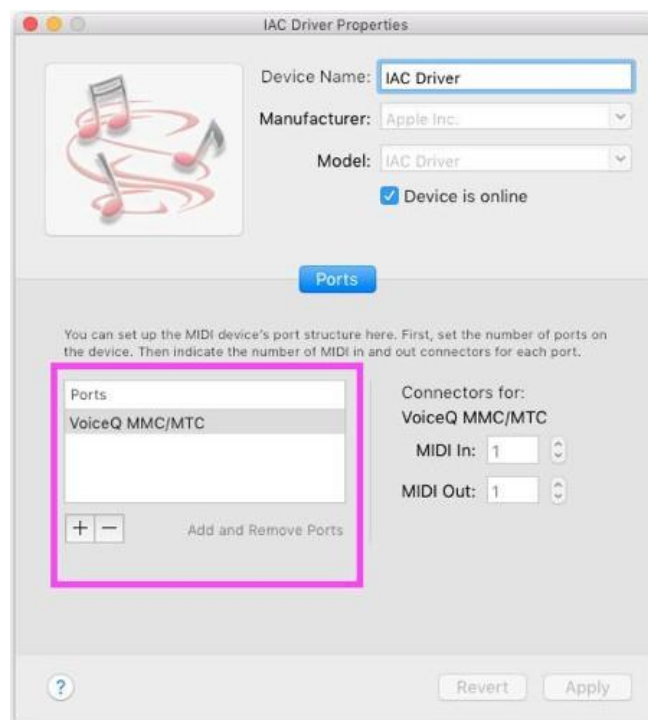 IAC Driver Properties
Device Name: IAC Driver
Manufacturer: Apple Inc.
Model: IAC Driver
Device is online
Ports
You can set up the MIDI device's port structure here. First, set the number of ports on
the device. Then indicate the number of MIDI in and out connectors for each port.
Ports
VoiceQ MMC/MTC
+ − Add and Remove Ports
Connectors for:
VoiceQ MMC/MTC
MIDI In: 1
MIDI Out: 1
? Revert Apply